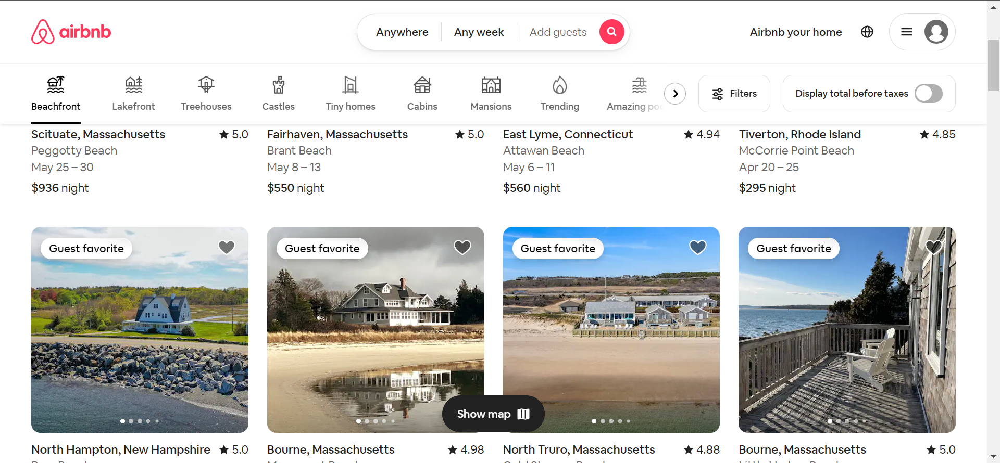 airbnb
Anywhere
Any week
Add guests
Airbnb your home
Beachfront
Lakefront
Treehouses
Castles
Tiny homes
Cabins
Mansions
Trending
Amazing
Filters
Display total before taxes
Scituate, Massachusetts 5.0
Peggotty Beach
May 25 – 30
$936 night
Fairhaven, Massachusetts 5.0
Brant Beach
May 8 – 13
$550 night
East Lyme, Connecticut 4.94
Attawan Beach
May 6 – 11
$560 night
Tiverton, Rhode Island 4.85
McCorrie Point Beach
Apr 20 – 25
$295 night
Guest favorite
Guest favorite
Guest favorite
Guest favorite
Show map
North Hampton, New Hampshire 5.0
Bourne, Massachusetts 4.98
North Truro, Massachusetts 4.88
Bourne, Massachusetts 5.0